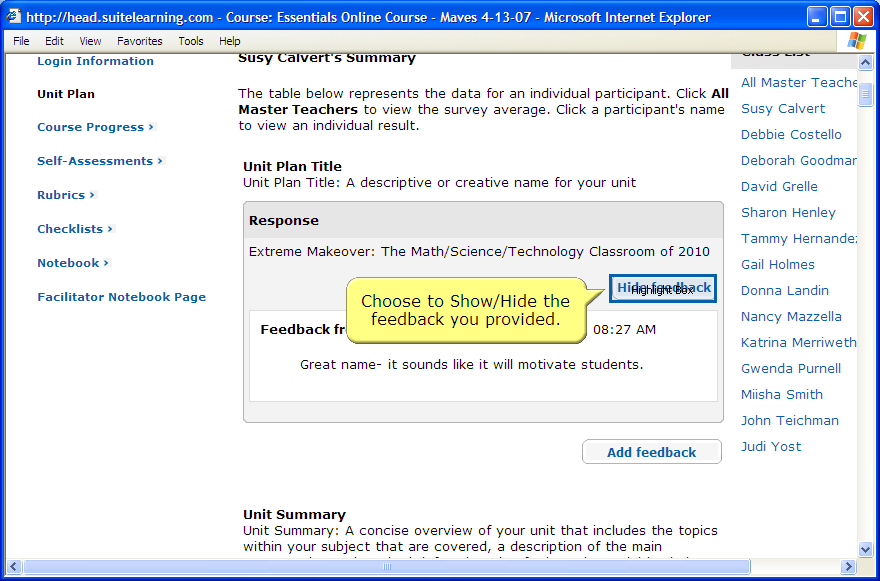 http://head.suitelearning.com - Course: Essentials Online Course - Maves 4-13-07 - Microsoft Internet Explorer
File Edit View Favorites Tools Help
Login Information
Unit Plan
Course Progress ›
Self-Assessments ›
Rubrics ›
Checklists ›
Notebook ›
Facilitator Notebook Page
Susy Calvert's Summary
The table below represents the data for an individual participant. Click All
Master Teachers to view the survey average. Click a participant's name
to view an individual result.
Unit Plan Title
Unit Plan Title: A descriptive or creative name for your unit
Response
Extreme Makeover: The Math/Science/Technology Classroom of 2010
Hide feedback
Highlight Box
Choose to Show/Hide the
feedback you provided.
Feedback 08:27 AM
Great name- it sounds like it will motivate students.
Add feedback
Unit Summary
Unit Summary: A concise overview of your unit that includes the topics
within your subject that are covered, a description of the main
Class List
All Master Teache
Susy Calvert
Debbie Costello
Deborah Goodmar
David Grelle
Sharon Henley
Tammy Hernandez
Gail Holmes
Donna Landin
Nancy Mazzella
Katrina Merriweth
Gwenda Purnell
Miisha Smith
John Teichman
Judi Yost